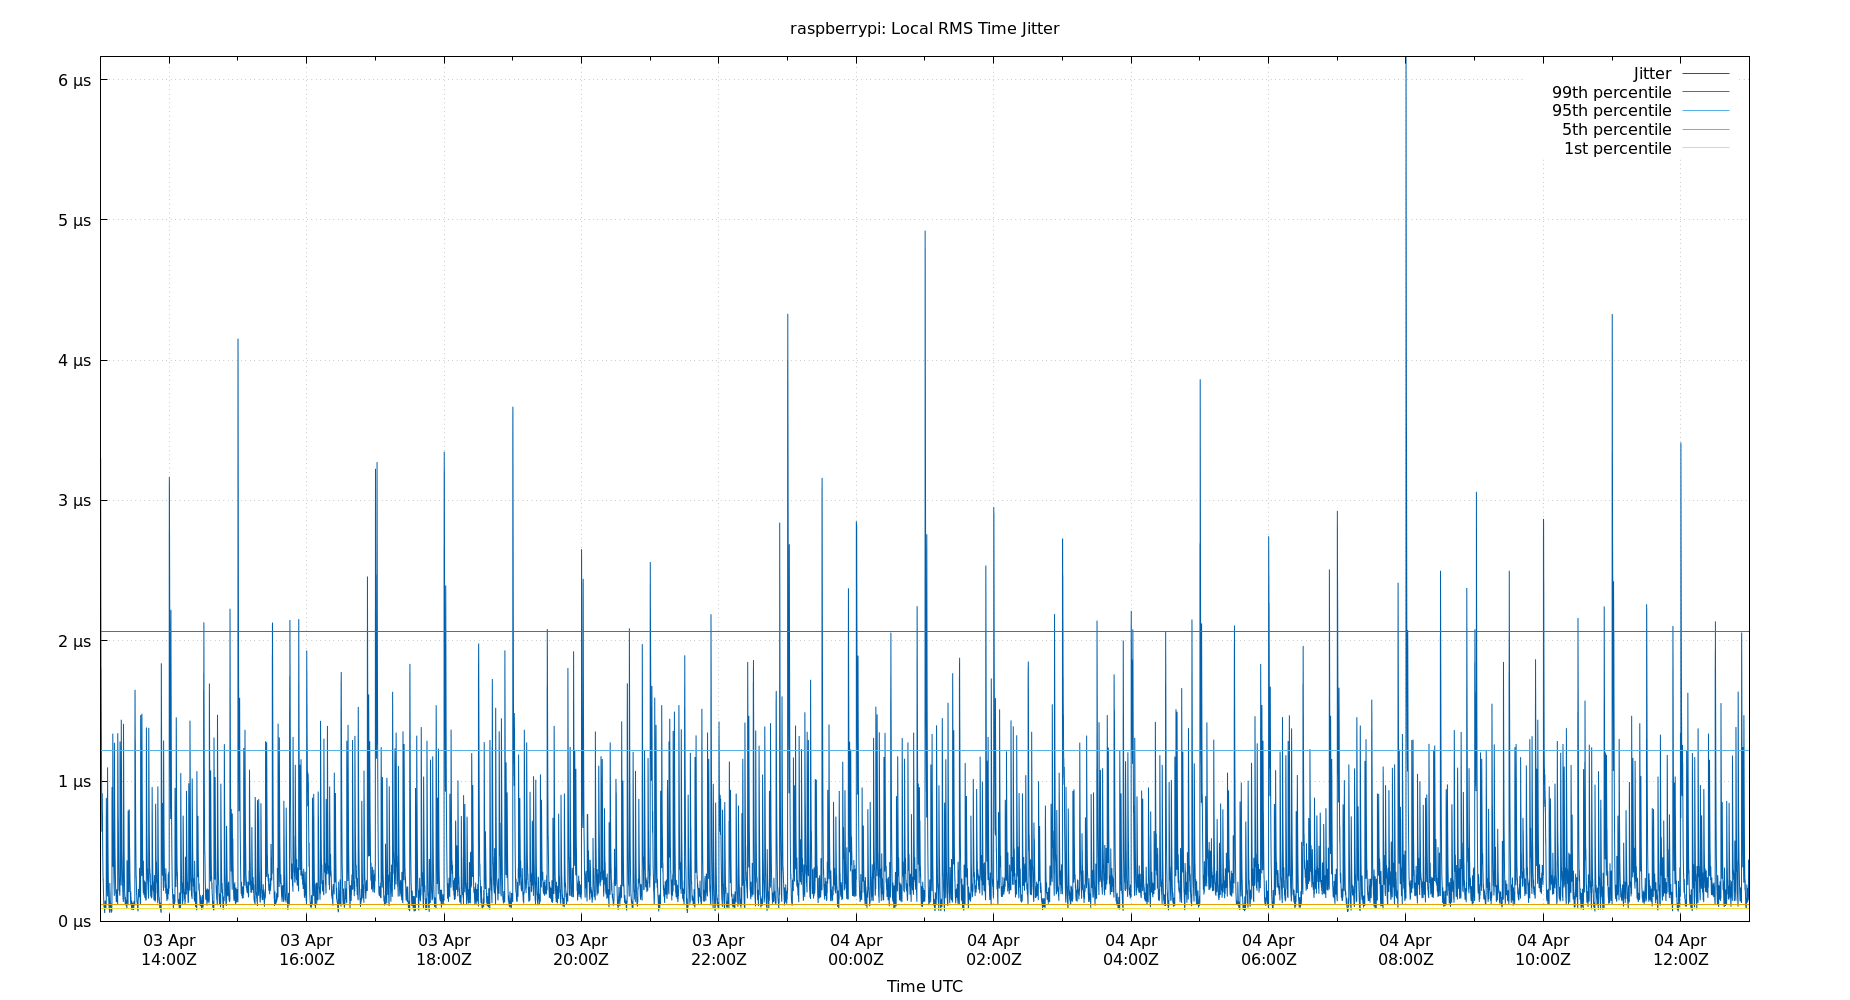 raspberrypi: Local RMS Time Jitter
6 µs
5 µs
4 µs
3 µs
2 µs
1 µs
0 µs
Jitter
99th percentile
95th percentile
5th percentile
1st percentile
03 Apr
14:00Z
03 Apr
16:00Z
03 Apr
18:00Z
03 Apr
20:00Z
03 Apr
22:00Z
04 Apr
00:00Z
04 Apr
02:00Z
04 Apr
04:00Z
04 Apr
06:00Z
04 Apr
08:00Z
04 Apr
10:00Z
04 Apr
12:00Z
Time UTC